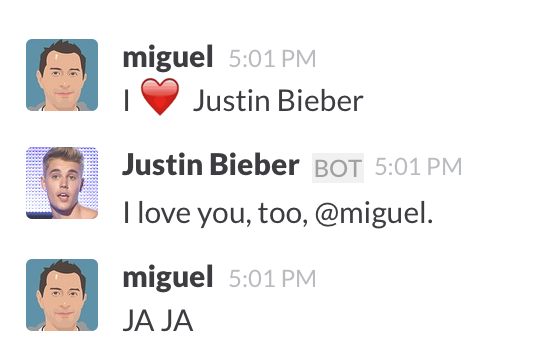 miguel 5:01 PM
I ❤️ Justin Bieber
Justin Bieber BOT 5:01 PM
I love you, too, @miguel.
miguel 5:01 PM
JA JA